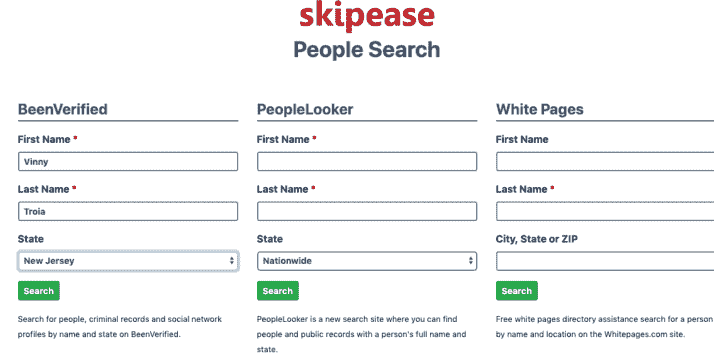 skipease
People Search
BeenVerified
First Name *
Vinny
Last Name *
Troia
State
New Jersey
Search
Search for people, criminal records and social network
profiles by name and state on BeenVerified.
PeopleLooker
First Name *
Last Name *
State
Nationwide
Search
PeopleLooker is a new search site where you can find
people and public records with a person's full name and
state.
White Pages
First Name
Last Name *
City, State or ZIP
Search
Free white pages directory assistance search for a person
by name and location on the Whitepages.com site.